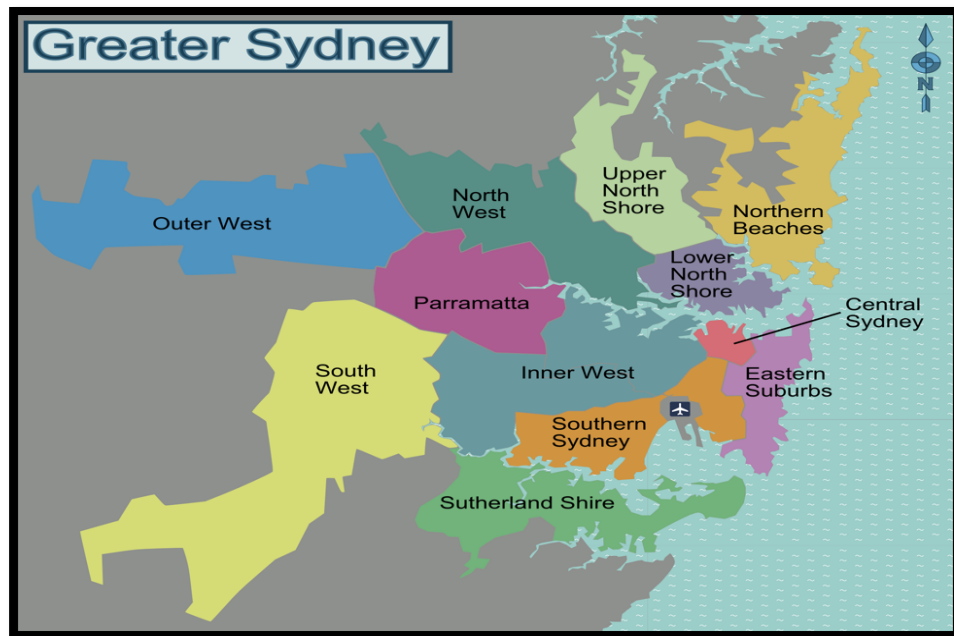 Greater Sydney
N
Upper
North
Shore
North
West
Outer West
Northern
Beaches
Lower
North
Shore
Parramatta
Central
Sydney
South
West
Inner West
Eastern
Suburbs
Southern
Sydney
Sutherland Shire